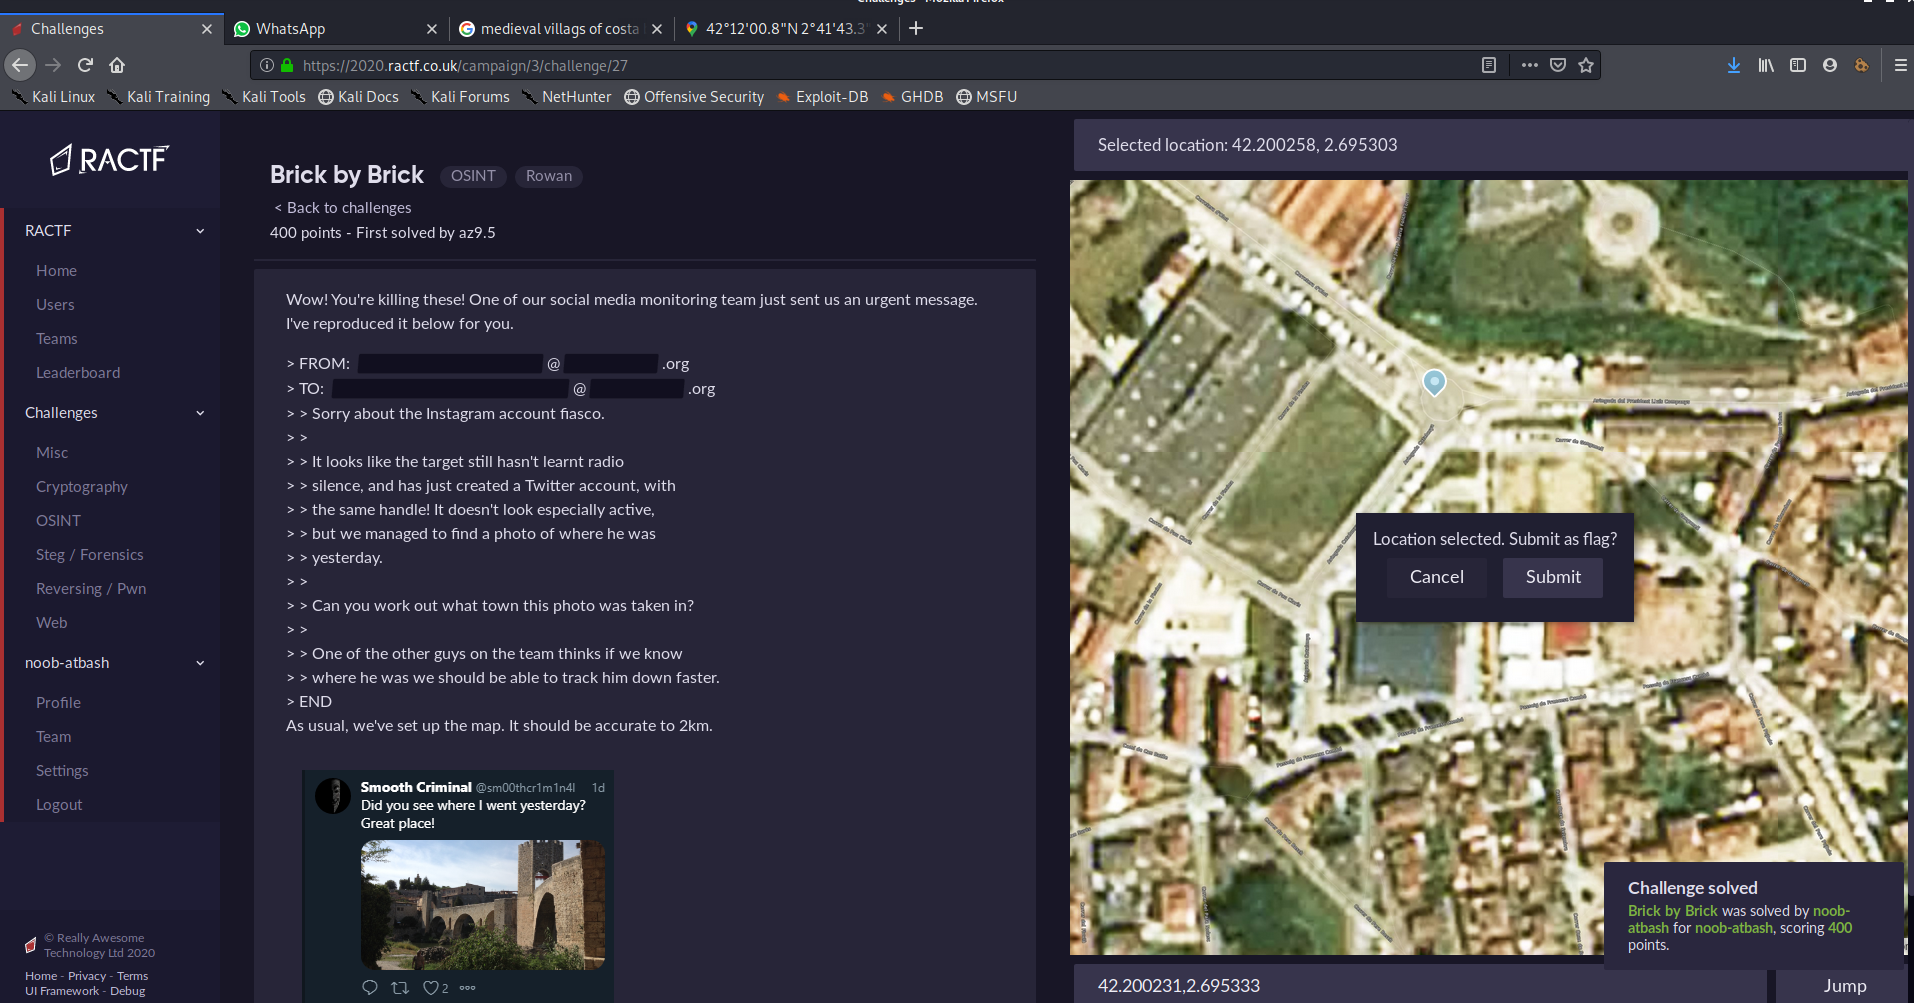 Challenges - Mozilla Firefox
Challenges
WhatsApp
medieval villags of costa
42°12'00.8"N 2°41'43.3"
https://2020.ractf.co.uk/campaign/3/challenge/27
Kali Linux
Kali Training
Kali Tools
Kali Docs
Kali Forums
NetHunter
Offensive Security
Exploit-DB
GHDB
MSFU
RACTF
RACTF
Home
Users
Teams
Leaderboard
Challenges
Misc
Cryptography
OSINT
Steg / Forensics
Reversing / Pwn
Web
noob-atbash
Profile
Team
Settings
Logout
© Really Awesome
Technology Ltd 2020
Home - Privacy - Terms
UI Framework - Debug
Brick by Brick OSINT Rowan
< Back to challenges
400 points - First solved by az9.5
Wow! You're killing these! One of our social media monitoring team just sent us an urgent message.
I've reproduced it below for you.
> FROM: @ .org
> TO: @ .org
> > Sorry about the Instagram account fiasco.
> >
> > It looks like the target still hasn't learnt radio
> > silence, and has just created a Twitter account, with
> > the same handle! It doesn't look especially active,
> > but we managed to find a photo of where he was
> > yesterday.
> >
> > Can you work out what town this photo was taken in?
> >
> > One of the other guys on the team thinks if we know
> > where he was we should be able to track him down faster.
> END
As usual, we've set up the map. It should be accurate to 2km.
Smooth Criminal @sm00thcr1m1n4l 1d
Did you see where I went yesterday?
Great place!
2
Selected location: 42.200258, 2.695303
Location selected. Submit as flag?
Cancel
Submit
Challenge solved
Brick by Brick was solved by noob-
atbash for noob-atbash, scoring 400
points.
42.200231,2.695333
Jump